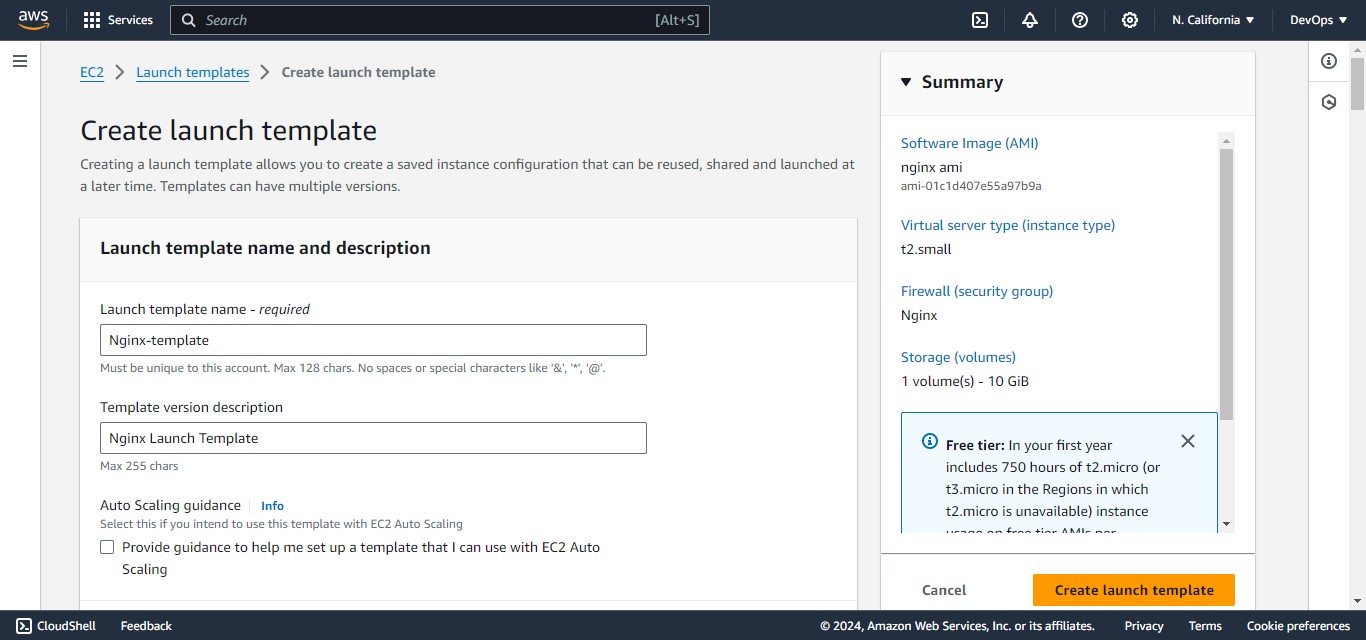 aws
Services
Search
[Alt+S]
N. California
DevOps
EC2
Launch templates
Create launch template
Create launch template
Creating a launch template allows you to create a saved instance configuration that can be reused, shared and launched at
a later time. Templates can have multiple versions.
Launch template name and description
Launch template name - required
Nginx-template
Must be unique to this account. Max 128 chars. No spaces or special characters like '&', '*', '@'.
Template version description
Nginx Launch Template
Max 255 chars
Auto Scaling guidance
Info
Select this if you intend to use this template with EC2 Auto Scaling
Provide guidance to help me set up a template that I can use with EC2 Auto
Scaling
Summary
Software Image (AMI)
nginx ami
ami-01c1d407e55a97b9a
Virtual server type (instance type)
t2.small
Firewall (security group)
Nginx
Storage (volumes)
1 volume(s) - 10 GiB
Free tier: In your first year
includes 750 hours of t2.micro (or
t3.micro in the Regions in which
t2.micro is unavailable) instance
usage on free tier AMIs per
Cancel
Create launch template
CloudShell
Feedback
© 2024, Amazon Web Services, Inc. or its affiliates.
Privacy
Terms
Cookie preferences